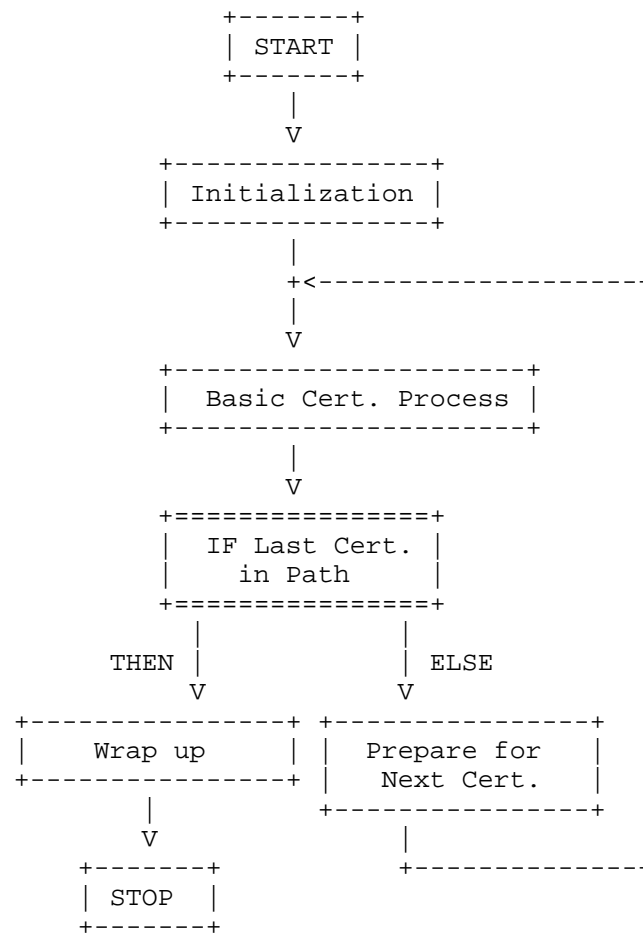 START
Initialization
Basic Cert. Process
IF Last Cert.
in Path
THEN ELSE
Wrap up Prepare for
Next Cert.
STOP